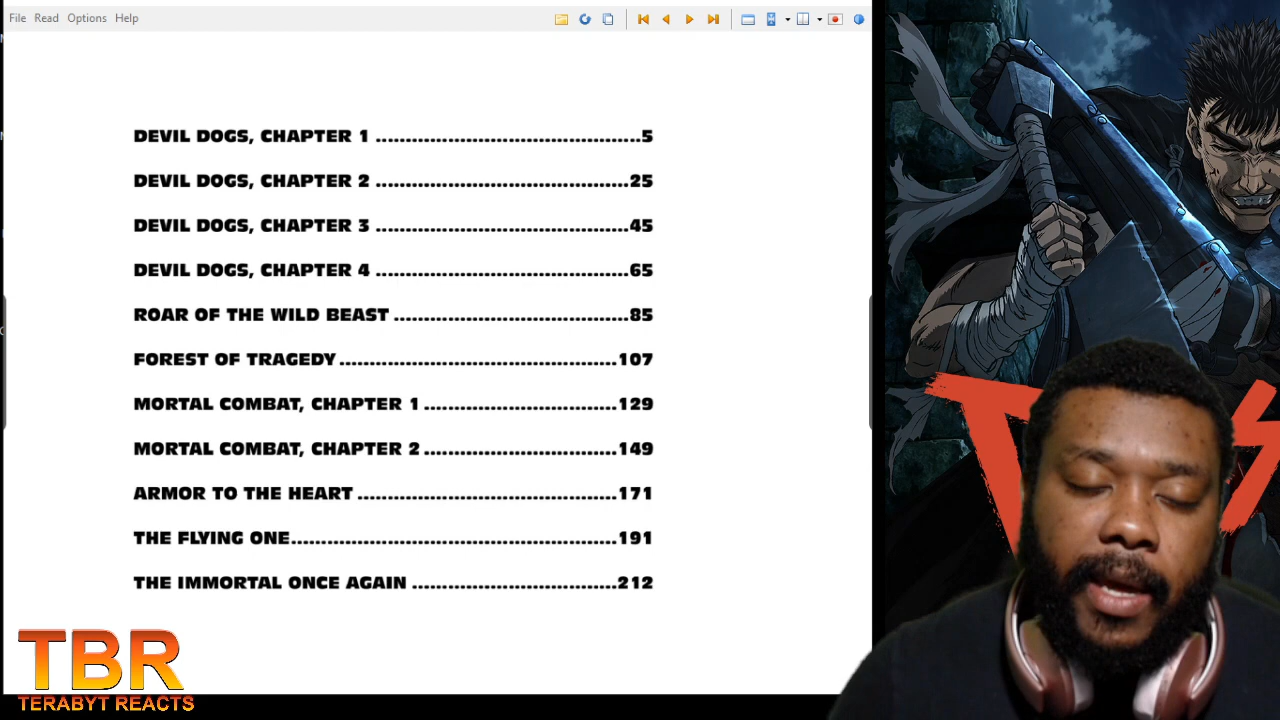 File Read Options Help
DEVIL DOGS, CHAPTER 1 ............................................5
DEVIL DOGS, CHAPTER 2 ..........................................25
DEVIL DOGS, CHAPTER 3 ..........................................45
DEVIL DOGS, CHAPTER 4 ..........................................65
ROAR OF THE WILD BEAST .......................................85
FOREST OF TRAGEDY..............................................107
MORTAL COMBAT, CHAPTER 1 ................................129
MORTAL COMBAT, CHAPTER 2 ................................149
ARMOR TO THE HEART ...........................................171
THE FLYING ONE......................................................191
THE IMMORTAL ONCE AGAIN ..................................212
TBR
TERABYT REACTS